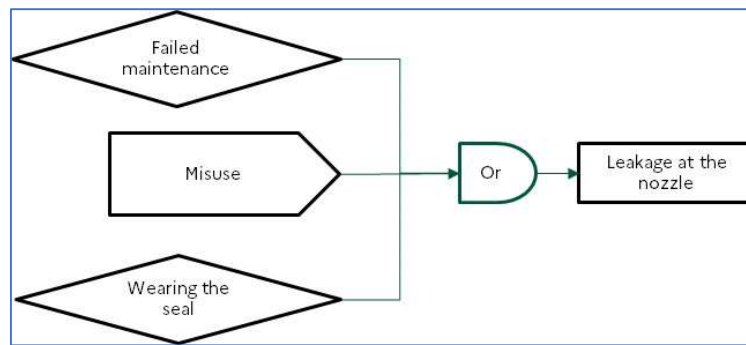 Failed
maintenance
Misuse
Or
Leakage at the
nozzle
Wearing the
seal